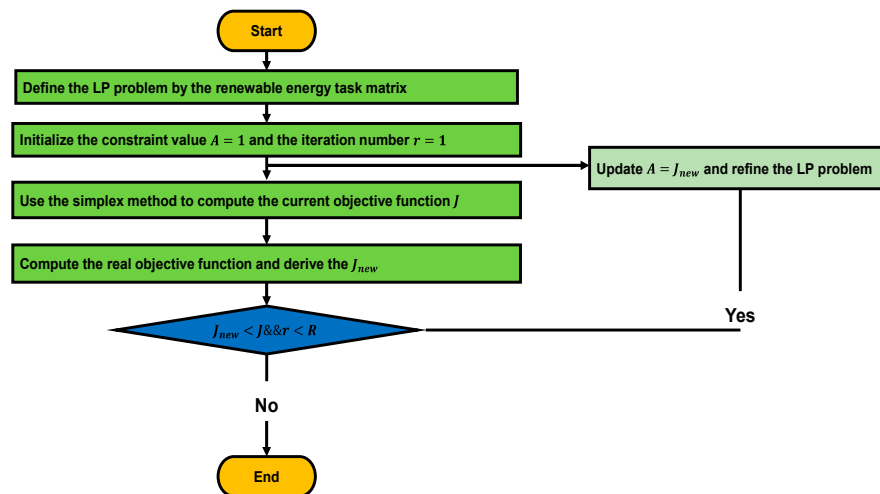 Start
Define the LP problem by the renewable energy task matrix
Initialize the constraint value A = 1 and the iteration number r = 1
Update A = J_new and refine the LP problem
Use the simplex method to compute the current objective function J
Compute the real objective function and derive the J_new
J_new < J&&r < R
Yes
No
End